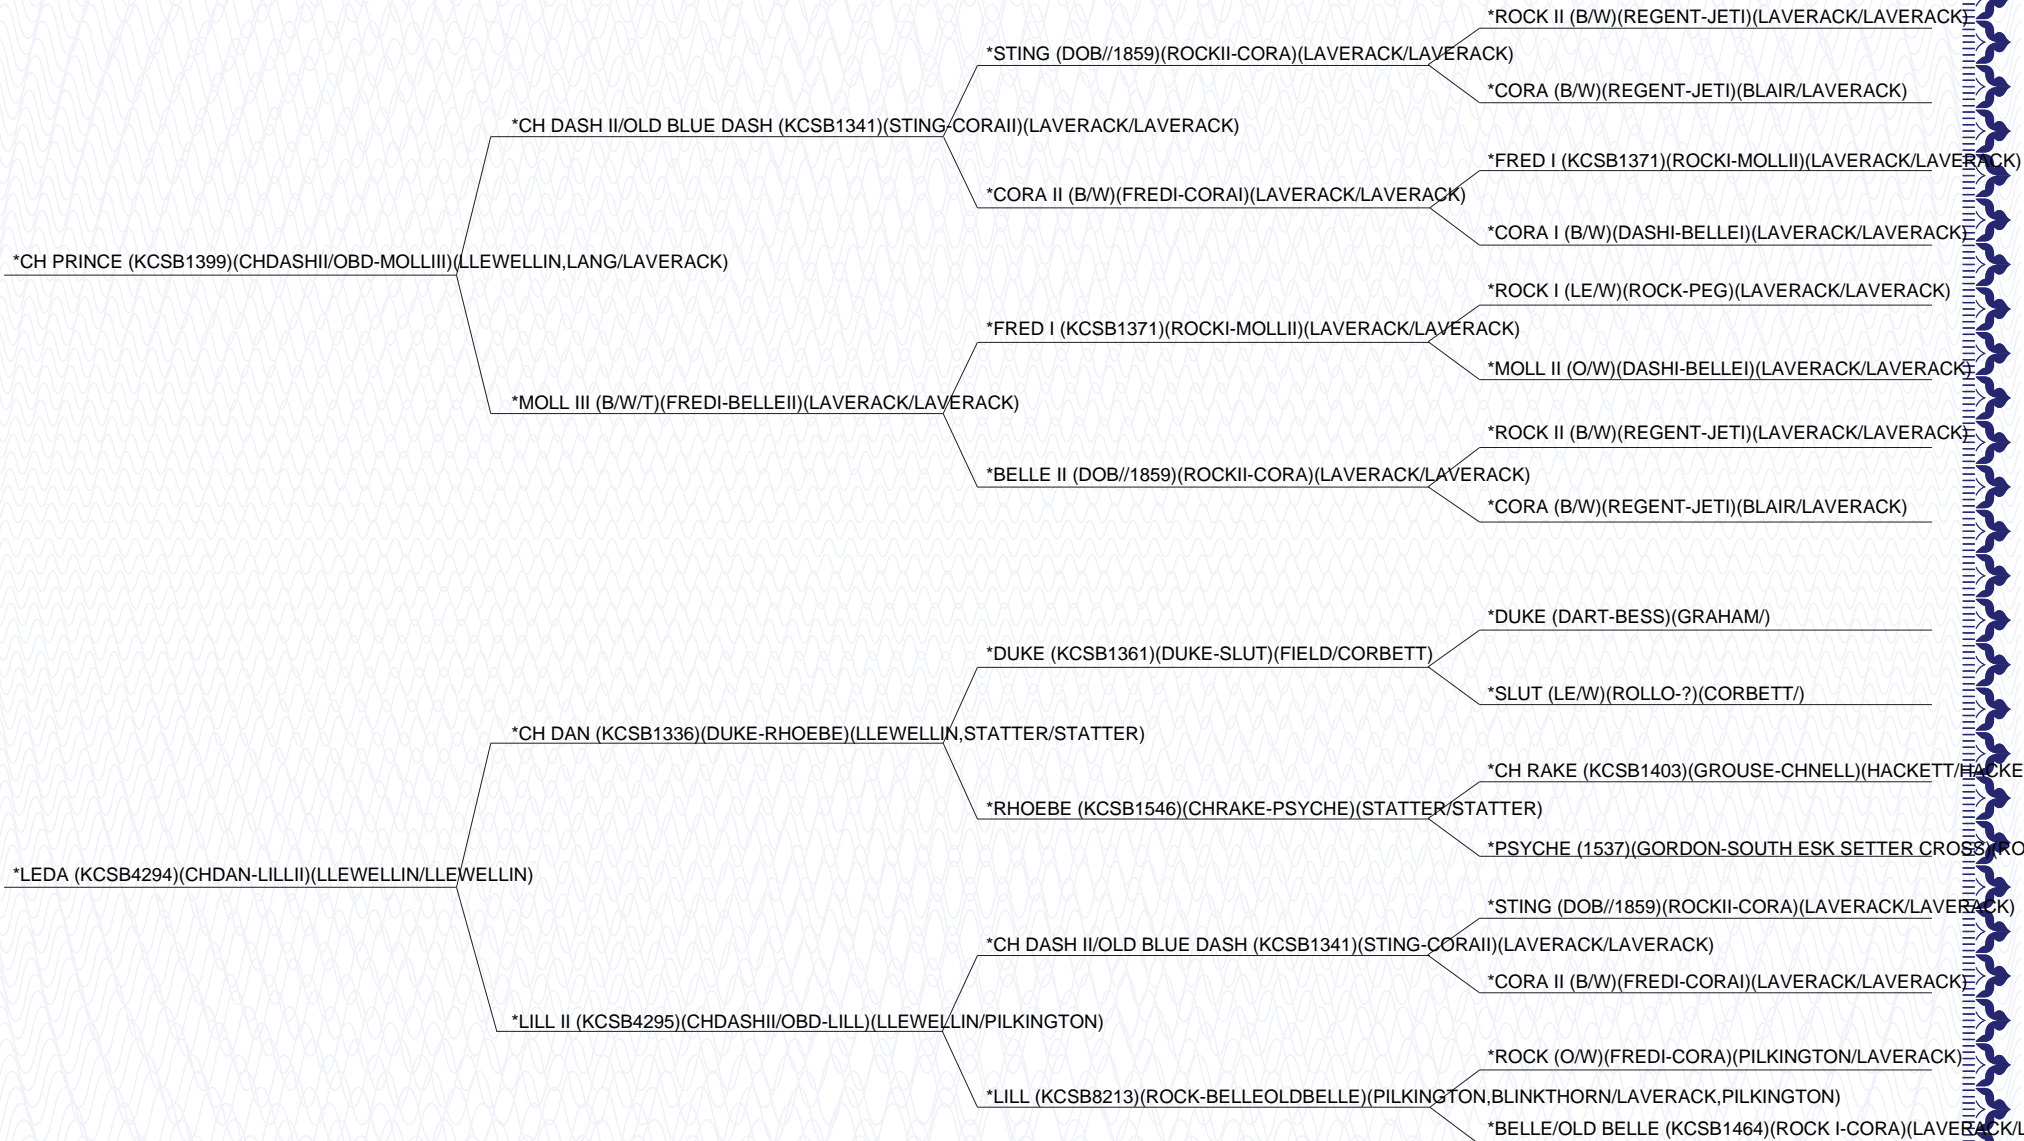 *ROCK II (B/W)(REGENT-JETI)(LAVERACK/LAVERACK)
*STING (DOB//1859)(ROCKII-CORA)(LAVERACK/LAVERACK)
*CORA (B/W)(REGENT-JETI)(BLAIR/LAVERACK)
*CH DASH II/OLD BLUE DASH (KCSB1341)(STING-CORAII)(LAVERACK/LAVERACK)
*FRED I (KCSB1371)(ROCKI-MOLLII)(LAVERACK/LAVERACK)
*CORA II (B/W)(FREDI-CORAI)(LAVERACK/LAVERACK)
*CORA I (B/W)(DASHI-BELLEI)(LAVERACK/LAVERACK)
*CH PRINCE (KCSB1399)(CHDASHII/OBD-MOLLIII)(LLEWELLIN,LANG/LAVERACK)
*ROCK I (LE/W)(ROCK-PEG)(LAVERACK/LAVERACK)
*FRED I (KCSB1371)(ROCKI-MOLLII)(LAVERACK/LAVERACK)
*MOLL II (O/W)(DASHI-BELLEI)(LAVERACK/LAVERACK)
*MOLL III (B/W/T)(FREDI-BELLEII)(LAVERACK/LAVERACK)
*ROCK II (B/W)(REGENT-JETI)(LAVERACK/LAVERACK)
*BELLE II (DOB//1859)(ROCKII-CORA)(LAVERACK/LAVERACK)
*CORA (B/W)(REGENT-JETI)(BLAIR/LAVERACK)
*DUKE (DART-BESS)(GRAHAM/)
*DUKE (KCSB1361)(DUKE-SLUT)(FIELD/CORBETT)
*SLUT (LE/W)(ROLLO-?)(CORBETT/)
*CH DAN (KCSB1336)(DUKE-RHOEBE)(LLEWELLIN,STATTER/STATTER)
*CH RAKE (KCSB1403)(GROUSE-CHNELL)(HACKETT/HACKE
*RHOEBE (KCSB1546)(CHRAKE-PSYCHE)(STATTER/STATTER)
*PSYCHE (1537)(GORDON-SOUTH ESK SETTER CROSS)(RO
*LEDA (KCSB4294)(CHDAN-LILLII)(LLEWELLIN/LLEWELLIN)
*STING (DOB//1859)(ROCKII-CORA)(LAVERACK/LAVERACK)
*CH DASH II/OLD BLUE DASH (KCSB1341)(STING-CORAII)(LAVERACK/LAVERACK)
*CORA II (B/W)(FREDI-CORAI)(LAVERACK/LAVERACK)
*LILL II (KCSB4295)(CHDASHII/OBD-LILL)(LLEWELLIN/PILKINGTON)
*ROCK (O/W)(FREDI-CORA)(PILKINGTON/LAVERACK)
*LILL (KCSB8213)(ROCK-BELLEOLDBELLE)(PILKINGTON,BLINKTHORN/LAVERACK,PILKINGTON)
*BELLE/OLD BELLE (KCSB1464)(ROCK I-CORA)(LAVERACK/L